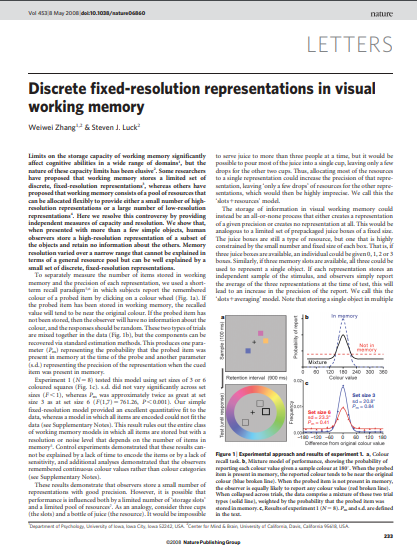 Vol 453|8 May 2008|doi:10.1038/nature06860
nature
LETTERS
Discrete fixed-resolution representations in visual
working memory
Weiwei Zhang1,2 & Steven J. Luck2
Limits on the storage capacity of working memory significantly
affect cognitive abilities in a wide range of domains1, but the
nature of these capacity limits has been elusive2. Some researchers
have proposed that working memory stores a limited set of
discrete, fixed-resolution representations3, whereas others have
proposed that working memory consists of a pool of resources that
can be allocated flexibly to provide either a small number of high-
resolution representations or a large number of low-resolution
representations4. Here we resolve this controversy by providing
independent measures of capacity and resolution. We show that,
when presented with more than a few simple objects, human
observers store a high-resolution representation of a subset of
the objects and retain no information about the others. Memory
resolution varied over a narrow range that cannot be explained in
terms of a general resource pool but can be well explained by a
small set of discrete, fixed-resolution representations.
To separately measure the number of items stored in working
memory and the precision of each representation, we used a short-
term recall paradigm5,6 in which subjects report the remembered
colour of a probed item by clicking on a colour wheel (Fig. 1a). If
the probed item has been stored in working memory, the recalled
value will tend to be near the original colour. If the probed item has
not been stored, then the observer will have no information about the
colour, and the responses should be random. These two types of trials
are mixed together in the data (Fig. 1b), but the components can be
recovered via standard estimation methods. This produces one para-
meter (Pm) representing the probability that the probed item was
present in memory at the time of the probe and another parameter
(s.d.) representing the precision of the representation when the cued
item was present in memory.
Experiment 1 (N = 8) tested this model using set sizes of 3 or 6
coloured squares (Fig. 1c). s.d. did not vary significantly across set
sizes (F < 1), whereas Pm was approximately twice as great at set
size 3 as at set size 6 (F(1,7) = 761.26, P < 0.001). Our simple
fixed-resolution model provided an excellent quantitative fit to the
data, whereas a model in which all items are encoded could not fit the
data (see Supplementary Notes). This result rules out the entire class
of working memory models in which all items are stored but with a
resolution or noise level that depends on the number of items in
memory. Control experiments demonstrated that these results can-
not be explained by a lack of time to encode the items or by a lack of
sensitivity, and additional analyses demonstrated that the observers
remembered continuous colour values rather than colour categories
(see Supplementary Notes).
These results demonstrate that observers store a small number of
representations with good precision. However, it is possible that
performance is influenced both by a limited number of 'storage slots'
and a limited pool of resources7. As an analogy, consider three cups
(the slots) and a bottle of juice (the resource). It would be impossible
to serve juice to more than three people at a time, but it would be
possible to pour most of the juice into a single cup, leaving only a few
drops for the other two cups. Thus, allocating most of the resources
to a single representation could increase the precision of that repre-
sentation, leaving 'only a few drops' of resources for the other repre-
sentations, which would then be highly imprecise. We call this the
'slots+resources' model.
The storage of information in visual working memory could
instead be an all-or-none process that either creates a representation
of a given precision or creates no representation at all. This would be
analogous to a limited set of prepackaged juice boxes of a fixed size.
The juice boxes are still a type of resource, but one that is highly
constrained by the small number and fixed size of each box. That is, if
three juice boxes are available, an individual could be given 0, 1, 2 or 3
boxes. Similarly, if three memory slots are available, all three could be
used to represent a single object. If each representation stores an
independent sample of the stimulus, and observers simply report
the average of the three representations at the time of test, this will
lead to an increase in the precision of the report. We call this the
'slots+averaging' model. Note that storing a single object in multiple
a
Sample (100 ms)
Retention interval (900 ms)
Test (until response)
b
Probability of report
In memory
Not in
memory
Mixture
0 60 120 180 240 300 360
Colour value
c
Frequency
Set size 3
Set size 6
−180 −120 −60 0 60 120 180
Difference from original colour value
Figure 1 | Experimental approach and results of experiment 1. a, Colour
recall task. b, Mixture model of performance, showing the probability of
reporting each colour value given a sample colour at 180°. When the probed
item is present in memory, the reported colour tends to be near the original
colour (blue broken line). When the probed item is not present in memory,
the observer is equally likely to report any colour value (red broken line).
When collapsed across trials, the data comprise a mixture of these two trial
types (solid line), weighted by the probability that the probed item was
stored in memory. c, Results of experiment 1 (N = 8). Pm and s.d. are defined
in the text.
1Department of Psychology, University of Iowa, Iowa City, Iowa 52242, USA. 2Center for Mind & Brain, University of California, Davis, California 95618, USA.
233
©2008 Nature Publishing Group